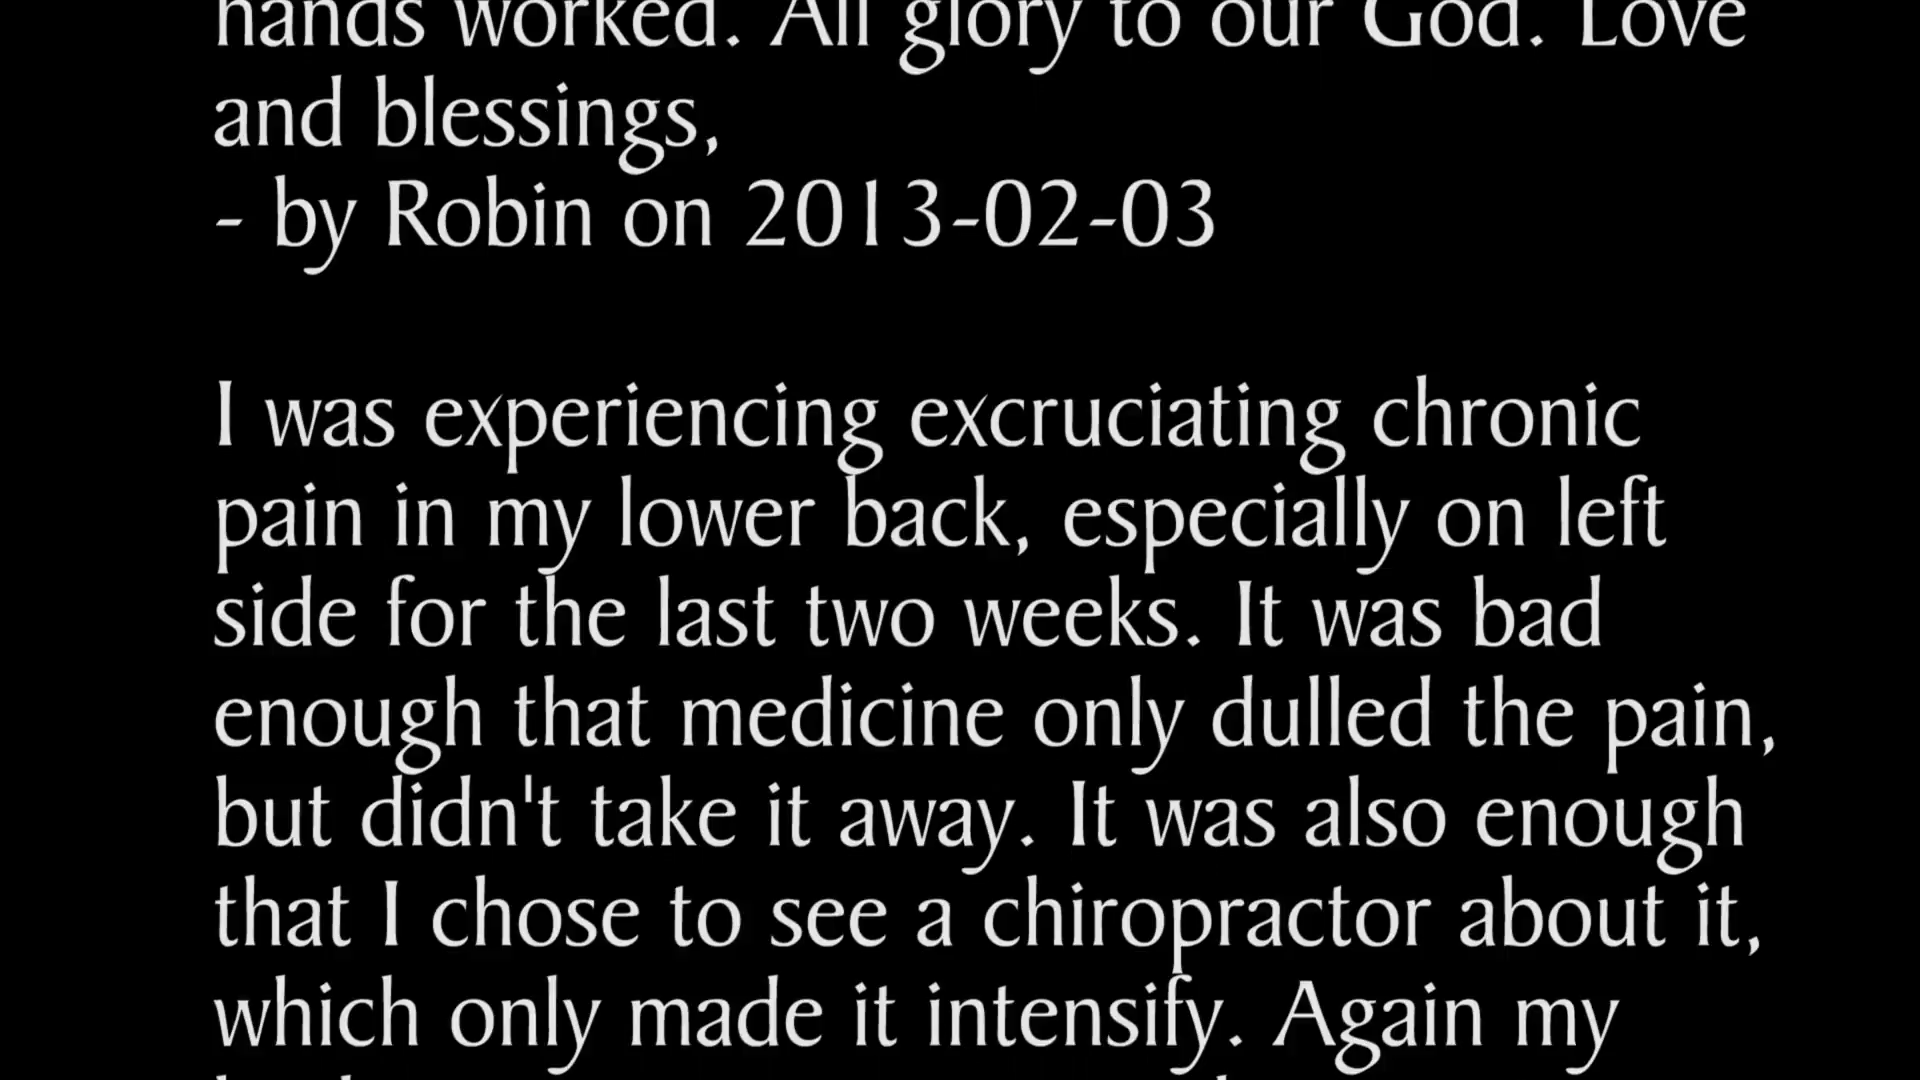 hands worked. All glory to our God. Love
and blessings,
- by Robin on 2013-02-03
I was experiencing excruciating chronic
pain in my lower back, especially on left
side for the last two weeks. It was bad
enough that medicine only dulled the pain,
but didn't take it away. It was also enough
that I chose to see a chiropractor about it,
which only made it intensify. Again my